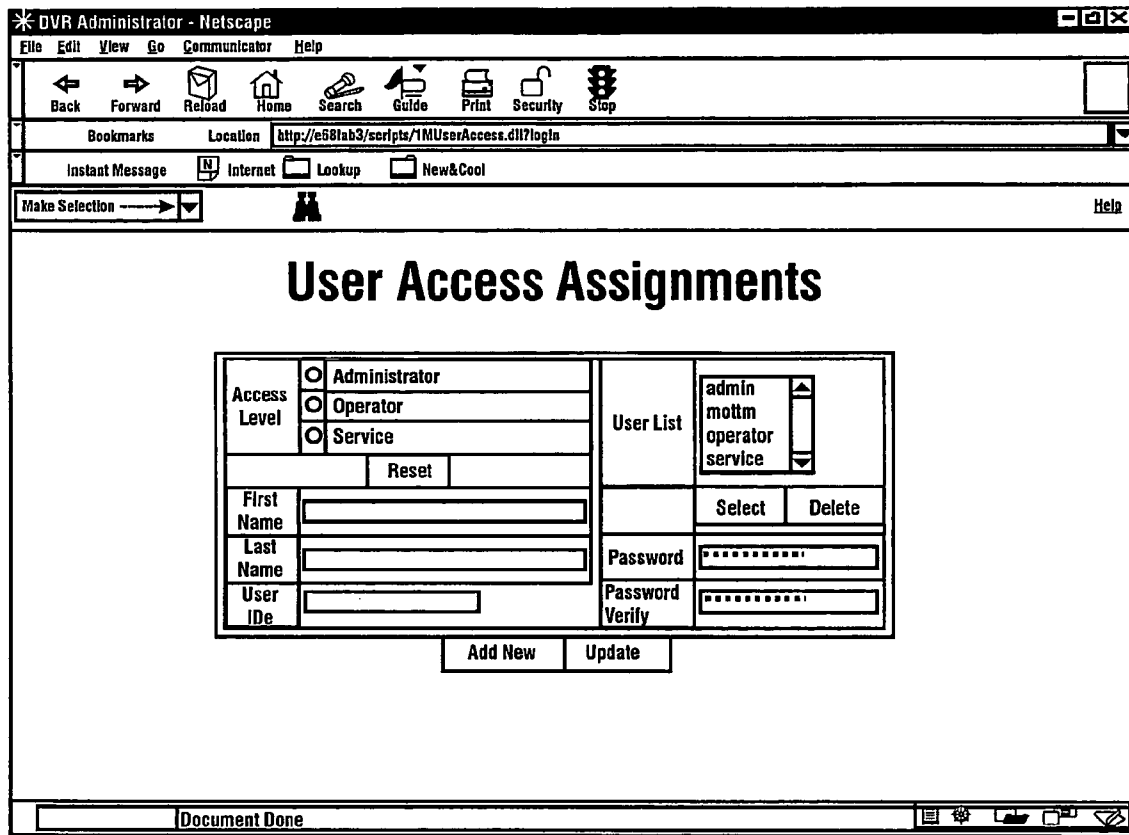 DVR Administrator - Netscape
File Edit View Go Communicator Help
Back Forward Reload Home Search Guide Print Security Stop
Bookmarks Location http://e58lab3/scripts/1MUserAccess.dll?login
Instant Message N Internet Lookup New&Cool
Make Selection Help
User Access Assignments
Access Level
Administrator
Operator
Service
Reset
First Name
Last Name
User IDe
User List
admin
mottm
operator
service
Select Delete
Password
Password Verify
Add New Update
Document Done